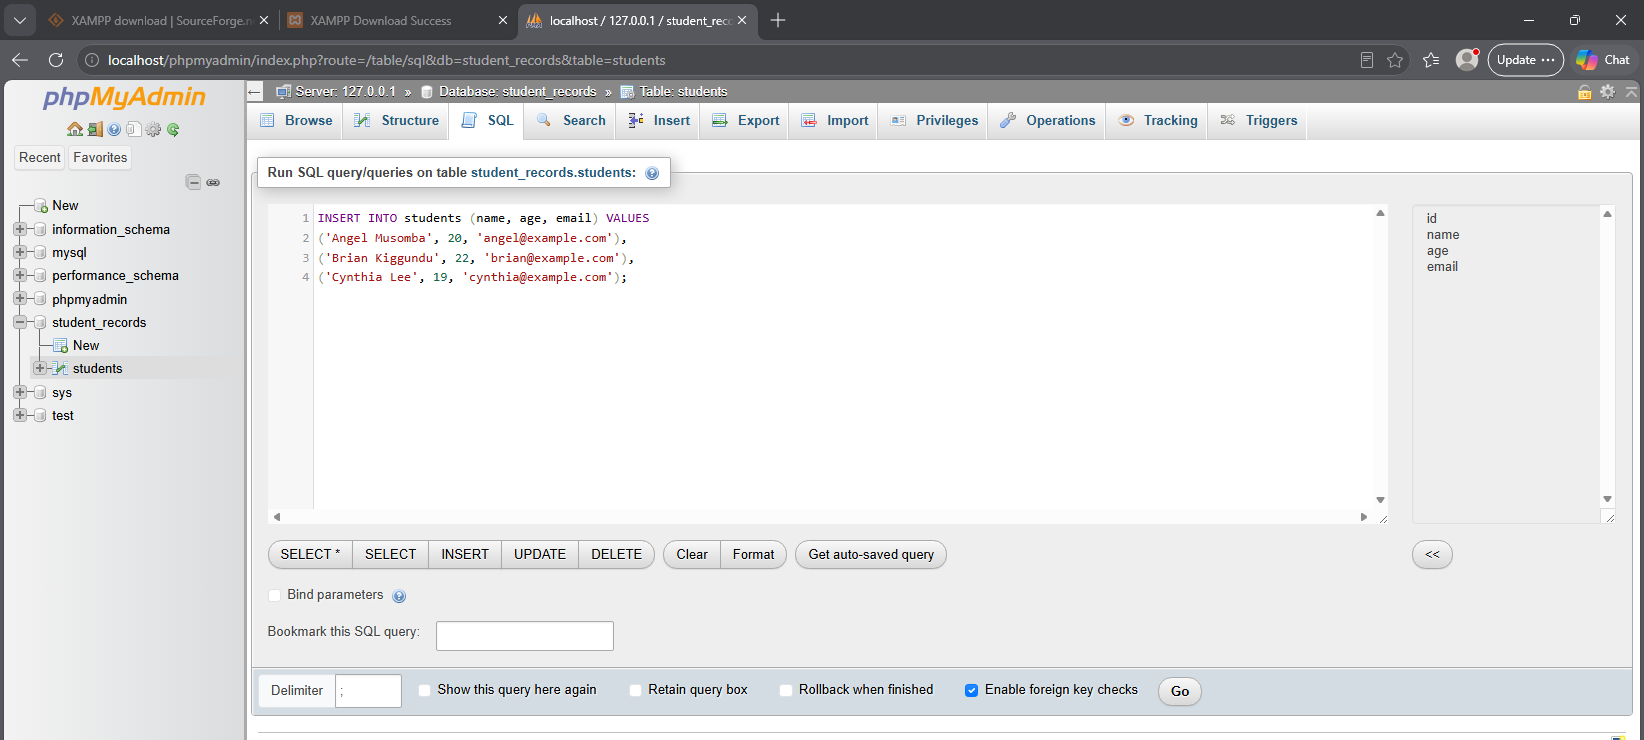 XAMPP download | SourceForge.n
XAMPP Download Success
localhost / 127.0.0.1 / student_rec
localhost/phpmyadmin/index.php?route=/table/sql&db=student_records&table=students
Update
Chat
phpMyAdmin
Recent
Favorites
New
information_schema
mysql
performance_schema
phpmyadmin
student_records
New
students
sys
test
Server: 127.0.0.1 » Database: student_records » Table: students
Browse Structure SQL Search Insert Export Import Privileges Operations Tracking Triggers
Run SQL query/queries on table student_records.students:
1 INSERT INTO students (name, age, email) VALUES
2 ('Angel Musomba', 20, 'angel@example.com'),
3 ('Brian Kiggundu', 22, 'brian@example.com'),
4 ('Cynthia Lee', 19, 'cynthia@example.com');
id
name
age
email
SELECT * SELECT INSERT UPDATE DELETE Clear Format Get auto-saved query <<
Bind parameters
Bookmark this SQL query:
Delimiter ; Show this query here again Retain query box Rollback when finished Enable foreign key checks Go